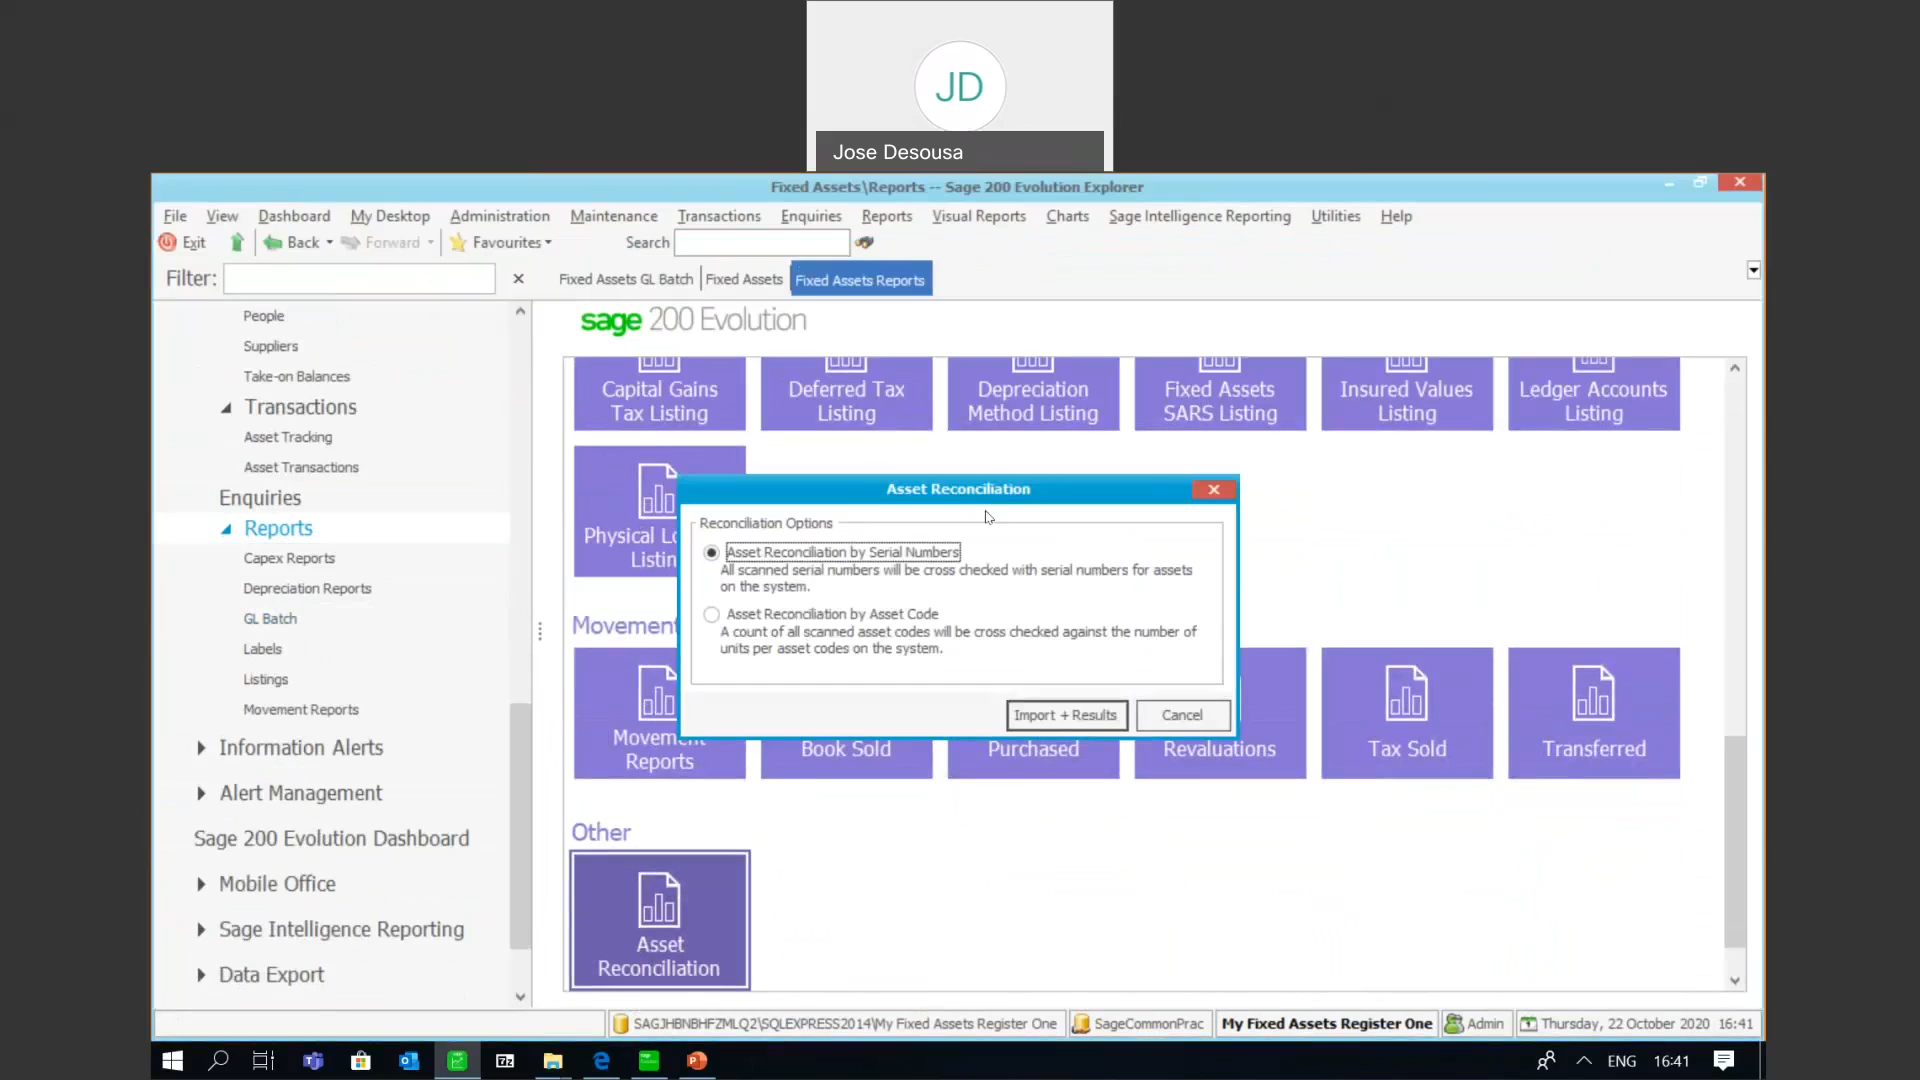 JD
Jose Desousa
Fixed Assets\Reports -- Sage 200 Evolution Explorer
File View Dashboard My Desktop Administration Maintenance Transactions Enquiries Reports Visual Reports Charts Sage Intelligence Reporting Utilities Help
Exit Back Forward Favourites Search
Filter: Fixed Assets GL Batch Fixed Assets Fixed Assets Reports
People
Suppliers
Take-on Balances
Transactions
Asset Tracking
Asset Transactions
Enquiries
Reports
Capex Reports
Depreciation Reports
GL Batch
Labels
Listings
Movement Reports
Information Alerts
Alert Management
Sage 200 Evolution Dashboard
Mobile Office
Sage Intelligence Reporting
Data Export
sage 200 Evolution
Capital Gains
Tax Listing
Deferred Tax
Listing
Depreciation
Method Listing
Fixed Assets
SARS Listing
Insured Values
Listing
Ledger Accounts
Listing
Physical
Asset Reconciliation
Reconciliation Options
Asset Reconciliation by Serial Numbers
All scanned serial numbers will be cross checked with serial numbers for assets
on the system.
Asset Reconciliation by Asset Code
A count of all scanned asset codes will be cross checked against the number of
units per asset codes on the system.
Import + Results Cancel
Movement
Movement
Reports
Book Sold
Purchased
Revaluations
Tax Sold
Transferred
Other
Asset
Reconciliation
SAGJHBNBHFZMLQ2\SQLEXPRESS2014\My Fixed Assets Register One SageCommonPrac My Fixed Assets Register One Admin Thursday, 22 October 2020 16:41
7z
ENG 16:41